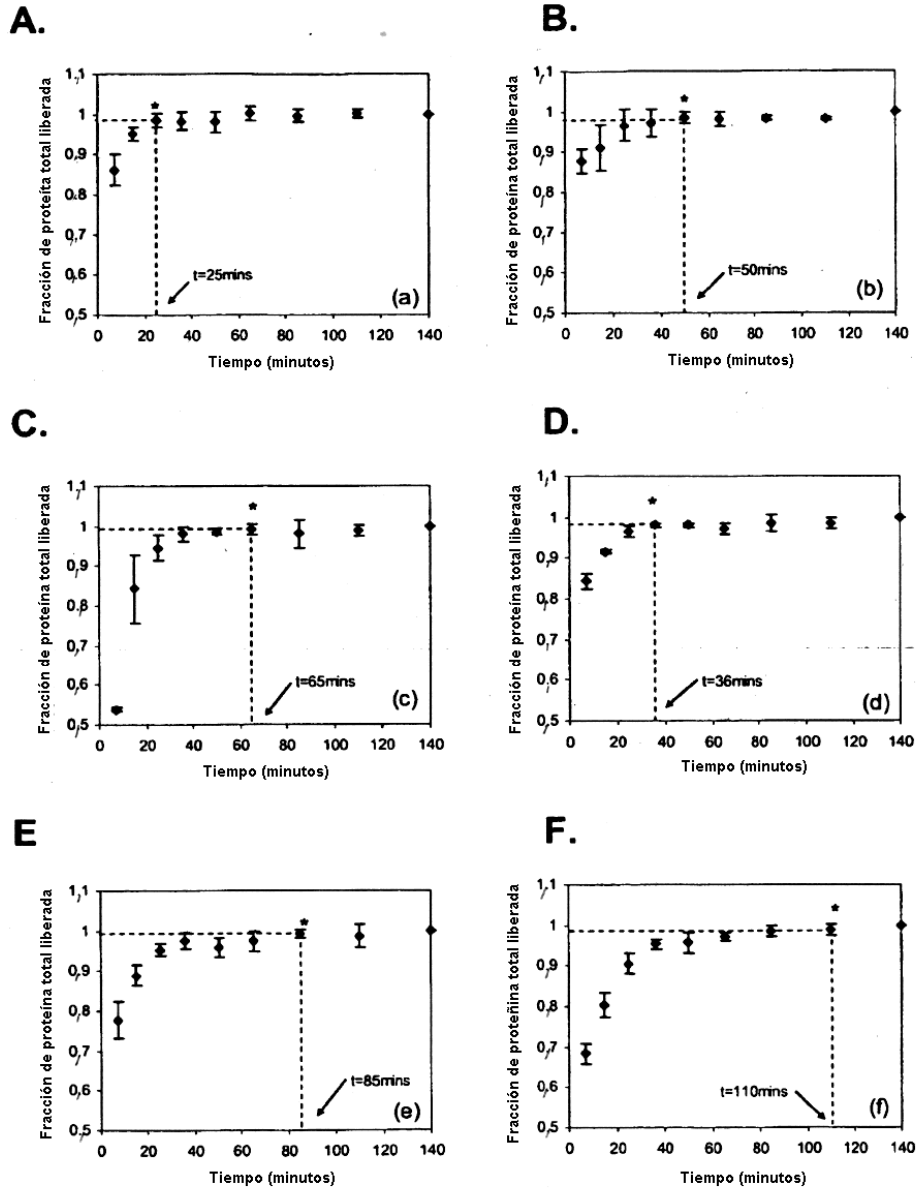 A.
Fracción de proteíta total liberada
1,1
1
0,9
0,8
0,7
0,6
0,5
*
t=25mins
(a)
0 20 40 60 80 100 120 140
Tiempo (minutos)
B.
Fracción de proteína total liberada
1,1
1
0,9
0,8
0,7
0,6
0,5
*
t=50mins
(b)
0 20 40 60 80 100 120 140
Tiempo (minutos)
C.
Fracción de proteína total liberada
1,1
1
0,9
0,8
0,7
0,6
0,5
*
t=65mins
(c)
0 20 40 60 80 100 120 140
Tiempo (minutos)
D.
Fracción de proteína total liberada
1,1
1
0,9
0,8
0,7
0,6
0,5
*
t=36mins
(d)
0 20 40 60 80 100 120 140
Tiempo (minutos)
E
Fracción de proteína total liberada
1,1
1
0,9
0,8
0,7
0,6
0,5
*
t=85mins
(e)
0 20 40 60 80 100 120 140
Tiempo (minutos)
F.
Fracción de proteñina total liberada
1,1
1
0,9
0,8
0,7
0,6
0,5
*
t=110mins
(f)
0 20 40 60 80 100 120 140
Tiempo (minutos)